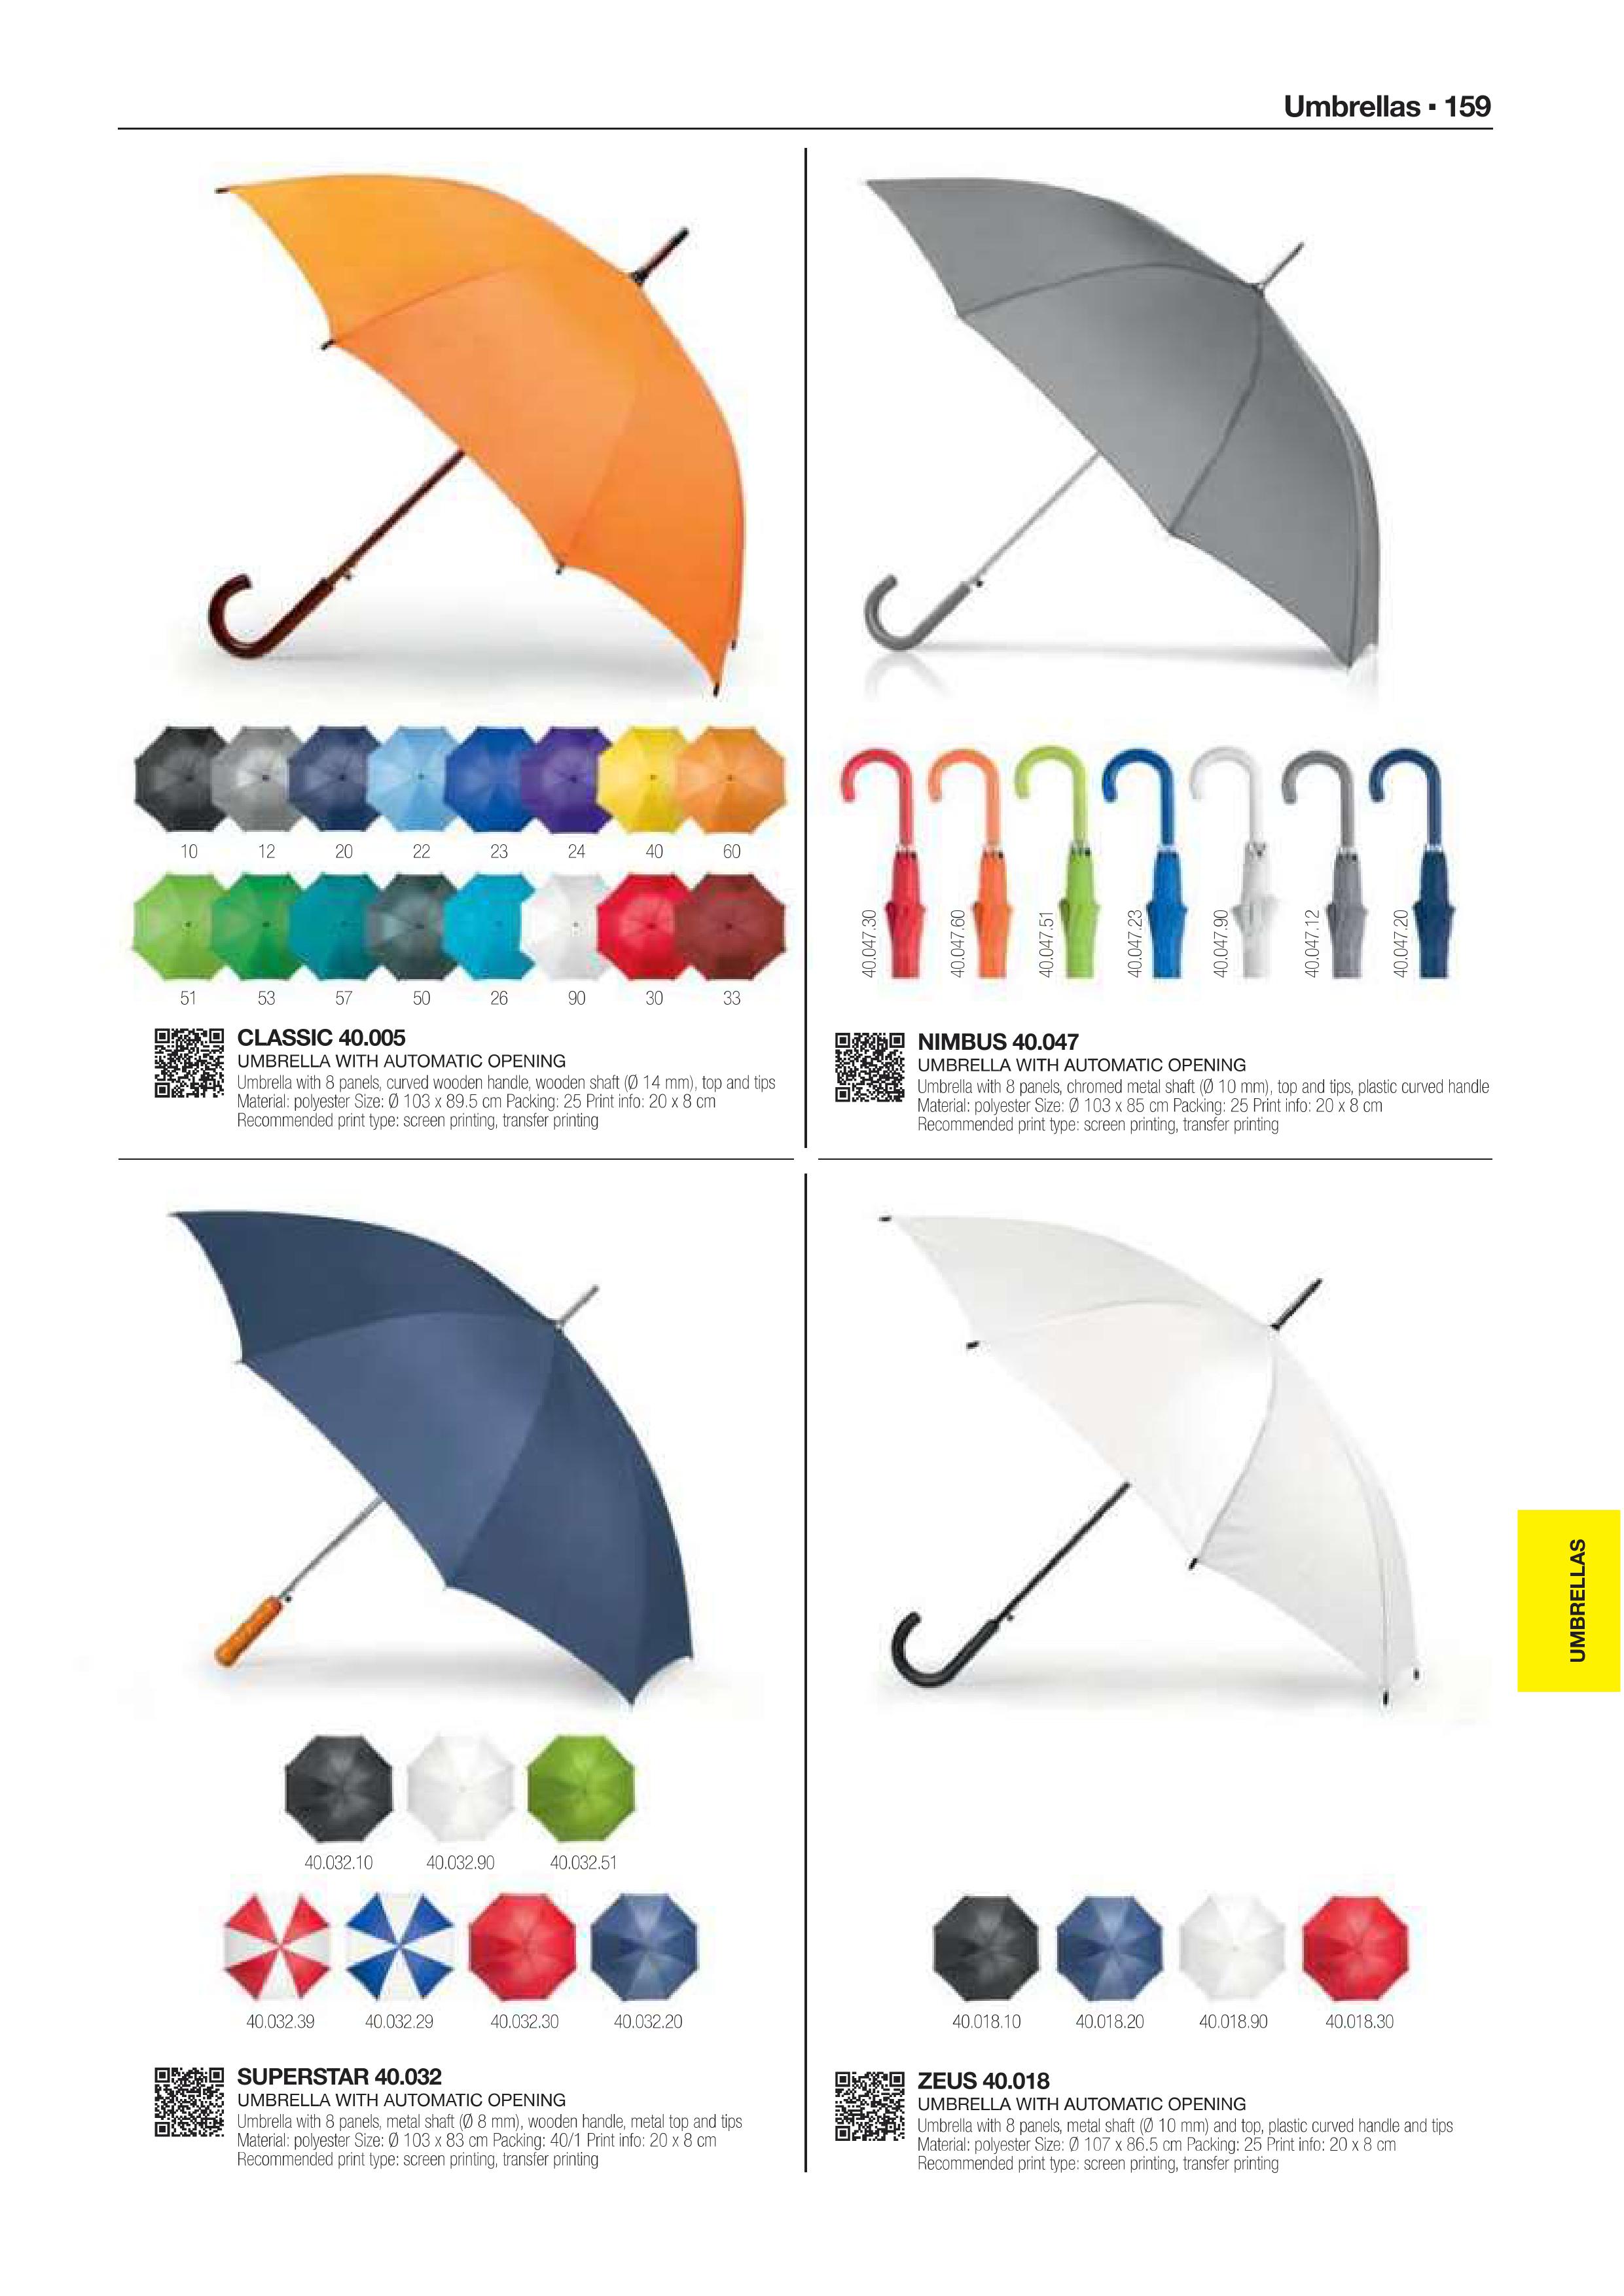 Umbrellas ▪ 159
10 12 20 22 23 24 40 60
51 53 57 50 26 90 30 33
CLASSIC 40.005
UMBRELLA WITH AUTOMATIC OPENING
Umbrella with 8 panels, curved wooden handle, wooden shaft (Ø 14 mm), top and tips
Material: polyester Size: Ø 103 x 89.5 cm Packing: 25 Print info: 20 x 8 cm
Recommended print type: screen printing, transfer printing
40.047.30
40.047.60
40.047.51
40.047.23
40.047.90
40.047.12
40.047.20
NIMBUS 40.047
UMBRELLA WITH AUTOMATIC OPENING
Umbrella with 8 panels, chromed metal shaft (Ø 10 mm), top and tips, plastic curved handle
Material: polyester Size: Ø 103 x 85 cm Packing: 25 Print info: 20 x 8 cm
Recommended print type: screen printing, transfer printing
40.032.10 40.032.90 40.032.51
40.032.39 40.032.29 40.032.30 40.032.20
SUPERSTAR 40.032
UMBRELLA WITH AUTOMATIC OPENING
Umbrella with 8 panels, metal shaft (Ø 8 mm), wooden handle, metal top and tips
Material: polyester Size: Ø 103 x 83 cm Packing: 40/1 Print info: 20 x 8 cm
Recommended print type: screen printing, transfer printing
40.018.10 40.018.20 40.018.90 40.018.30
ZEUS 40.018
UMBRELLA WITH AUTOMATIC OPENING
Umbrella with 8 panels, metal shaft (Ø 10 mm) and top, plastic curved handle and tips
Material: polyester Size: Ø 107 x 86.5 cm Packing: 25 Print info: 20 x 8 cm
Recommended print type: screen printing, transfer printing
UMBRELLAS